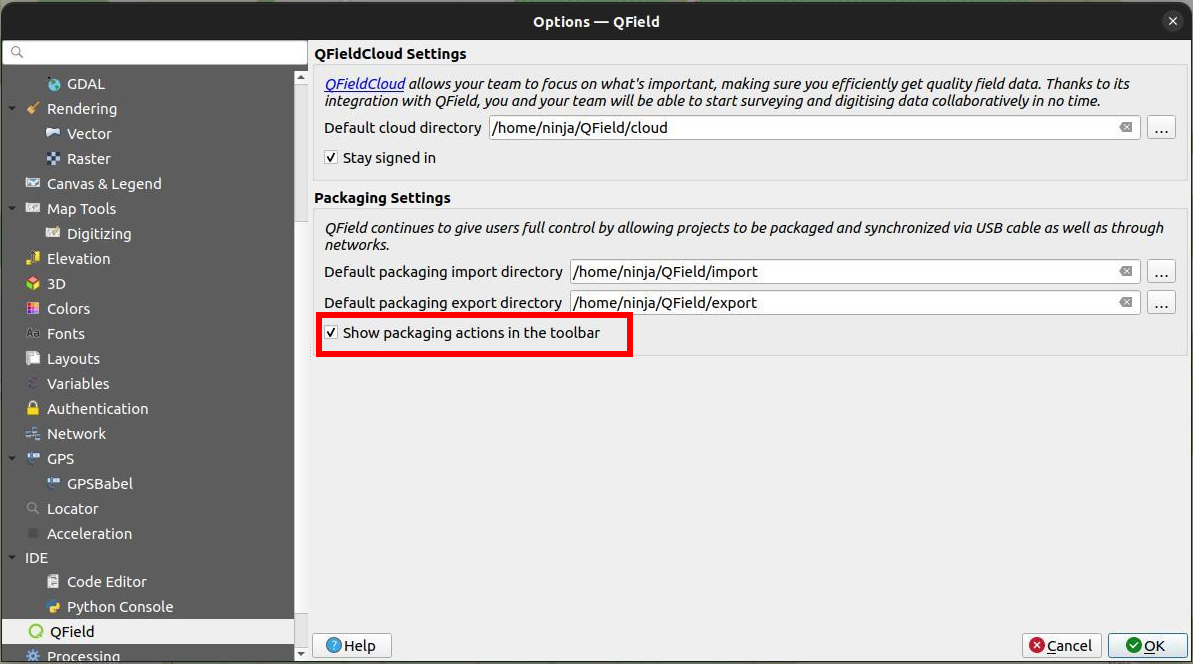 Options — QField
GDAL
Rendering
Vector
Raster
Canvas & Legend
Map Tools
Digitizing
Elevation
3D
Colors
Fonts
Layouts
Variables
Authentication
Network
GPS
GPSBabel
Locator
Acceleration
IDE
Code Editor
Python Console
QField
Processing
QFieldCloud Settings
QFieldCloud allows your team to focus on what's important, making sure you efficiently get quality field data. Thanks to its
integration with QField, you and your team will be able to start surveying and digitising data collaboratively in no time.
Default cloud directory /home/ninja/QField/cloud ...
Stay signed in
Packaging Settings
QField continues to give users full control by allowing projects to be packaged and synchronized via USB cable as well as through
networks.
Default packaging import directory /home/ninja/QField/import ...
Default packaging export directory /home/ninja/QField/export ...
Show packaging actions in the toolbar
Help
Cancel
OK